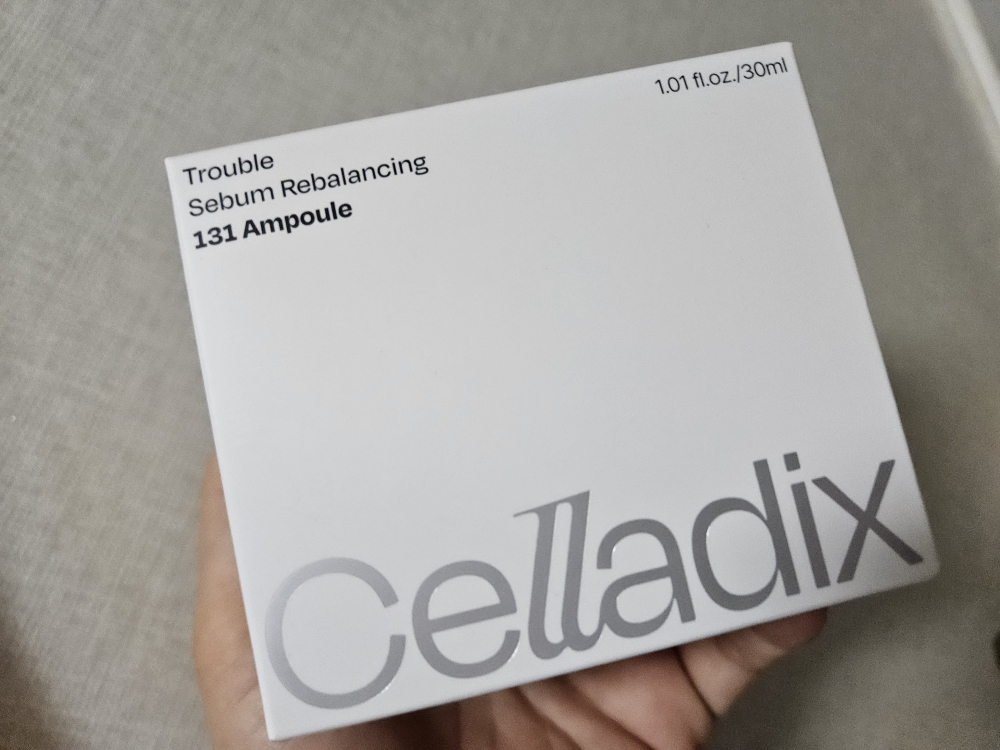 1.01 fl.oz./30ml
Trouble
Sebum Rebalancing
131 Ampoule
Celladix